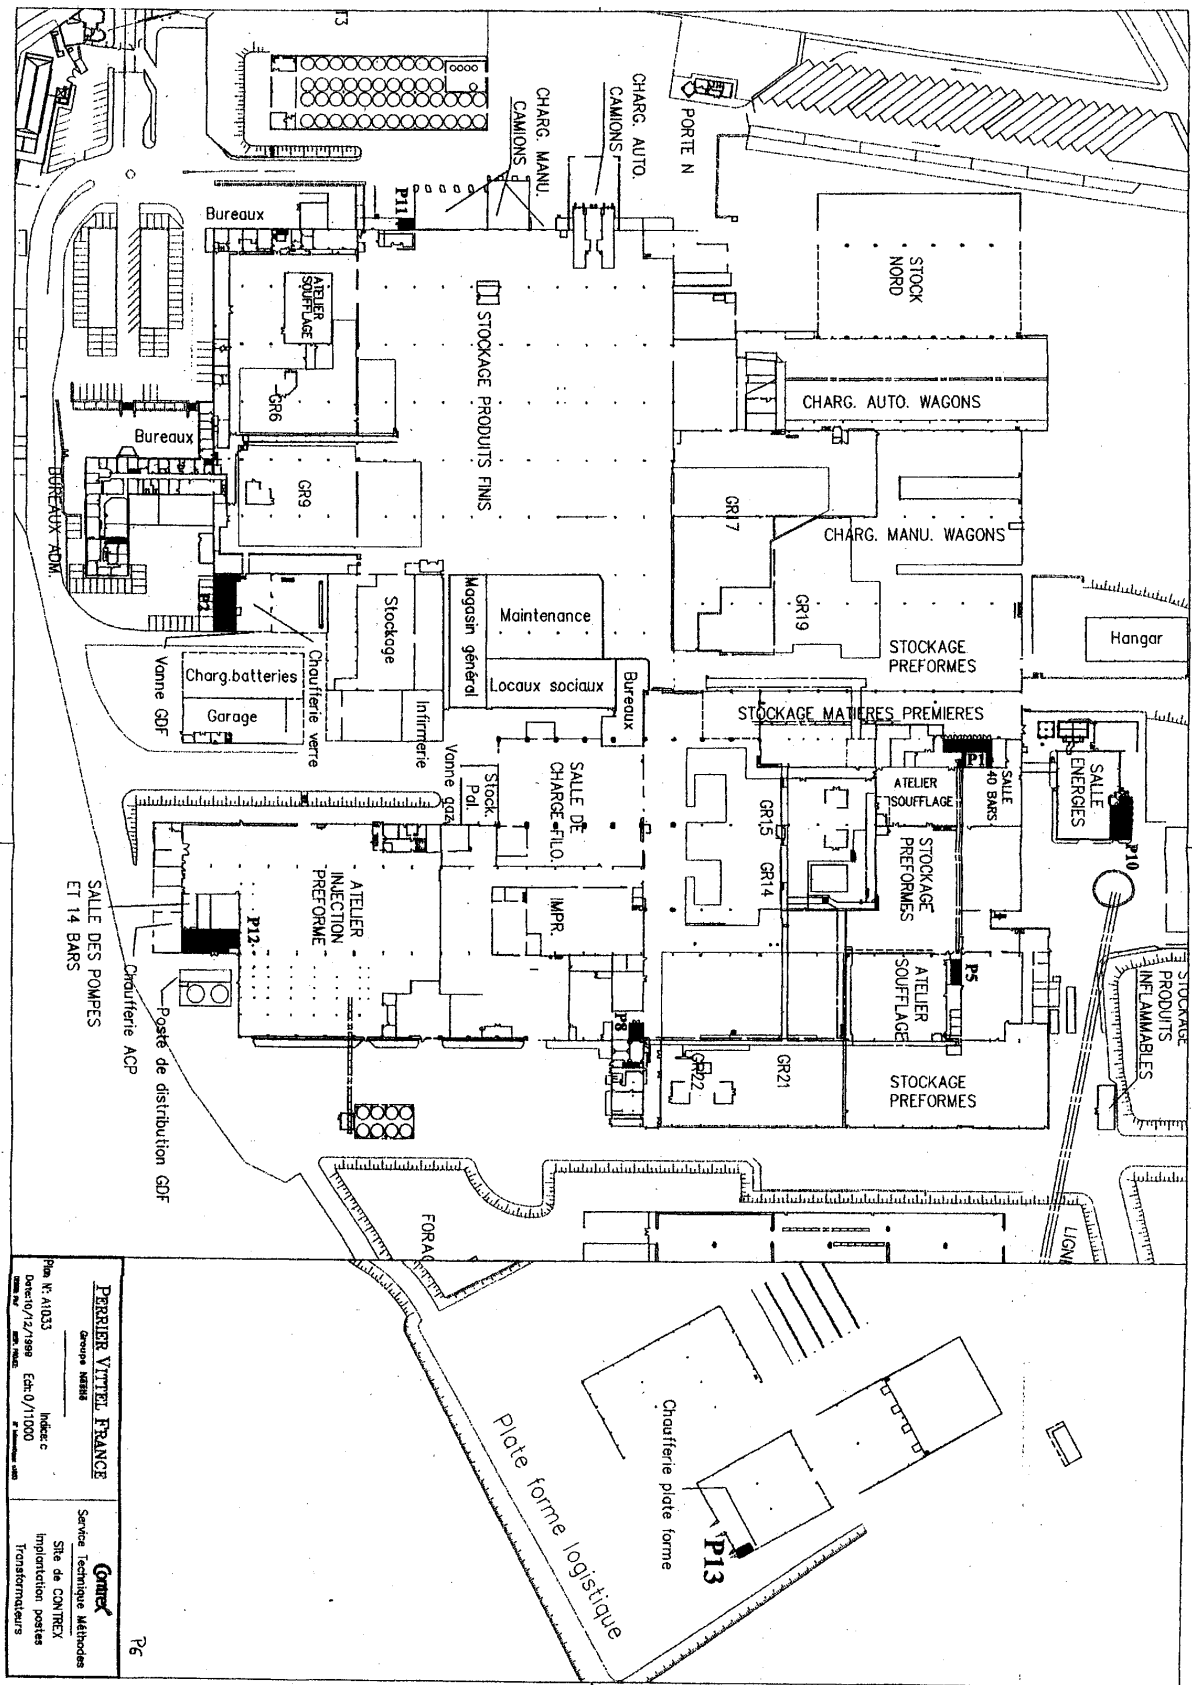 T3
CHARG. MANU.
CAMIONS
CHARG. AUTO.
CAMIONS
PORTE N
P11
Bureaux
ATELIER
SOUFFLAGE
STOCKAGE PRODUITS FINIS
STOCK
NORD
GR6
CHARG. AUTO. WAGONS
Bureaux
BUREAUX ADM.
GR9
GR17
CHARG. MANU. WAGONS
P2
Stockage
Magasin général
Maintenance
GR19
STOCKAGE
PREFORMES
Hangar
Vanne GDF
Charg.batteries
Chaufferie verre
Locaux sociaux
Bureaux
Garage
Infirmerie
STOCKAGE MATIERES PREMIERES
Vanne gaz
Stock.
Pal.
SALLE DE
CHARGE-FILO.
P1
SALLE
40 BARS
SALLE
ENERGIES
ATELIER
SOUFFLAGE
GR15
GR14
STOCKAGE
PREFORMES
P10
SALLE DES POMPES
ET 14 BARS
P12
ATELIER
INJECTION
PREFORME
IMPR.
ATELIER
SOUFFLAGE
P5
STOCKAGE
PRODUITS
INFLAMMABLES
Chaufferie ACP
Poste de distribution GDF
P8
GR22
GR21
STOCKAGE
PREFORMES
FORAG
LIGNE
Plate forme logistique
Chaufferie plate forme
P13
PERRIER VITTEL FRANCE
Groupe Nestlé
Plan N°: A1033
Indice: c
Date:10/12/1999
Ech: 0/11000
Contrex
Service Technique Méthodes
Site de CONTREX
Implantation postes
Transformateurs
P6